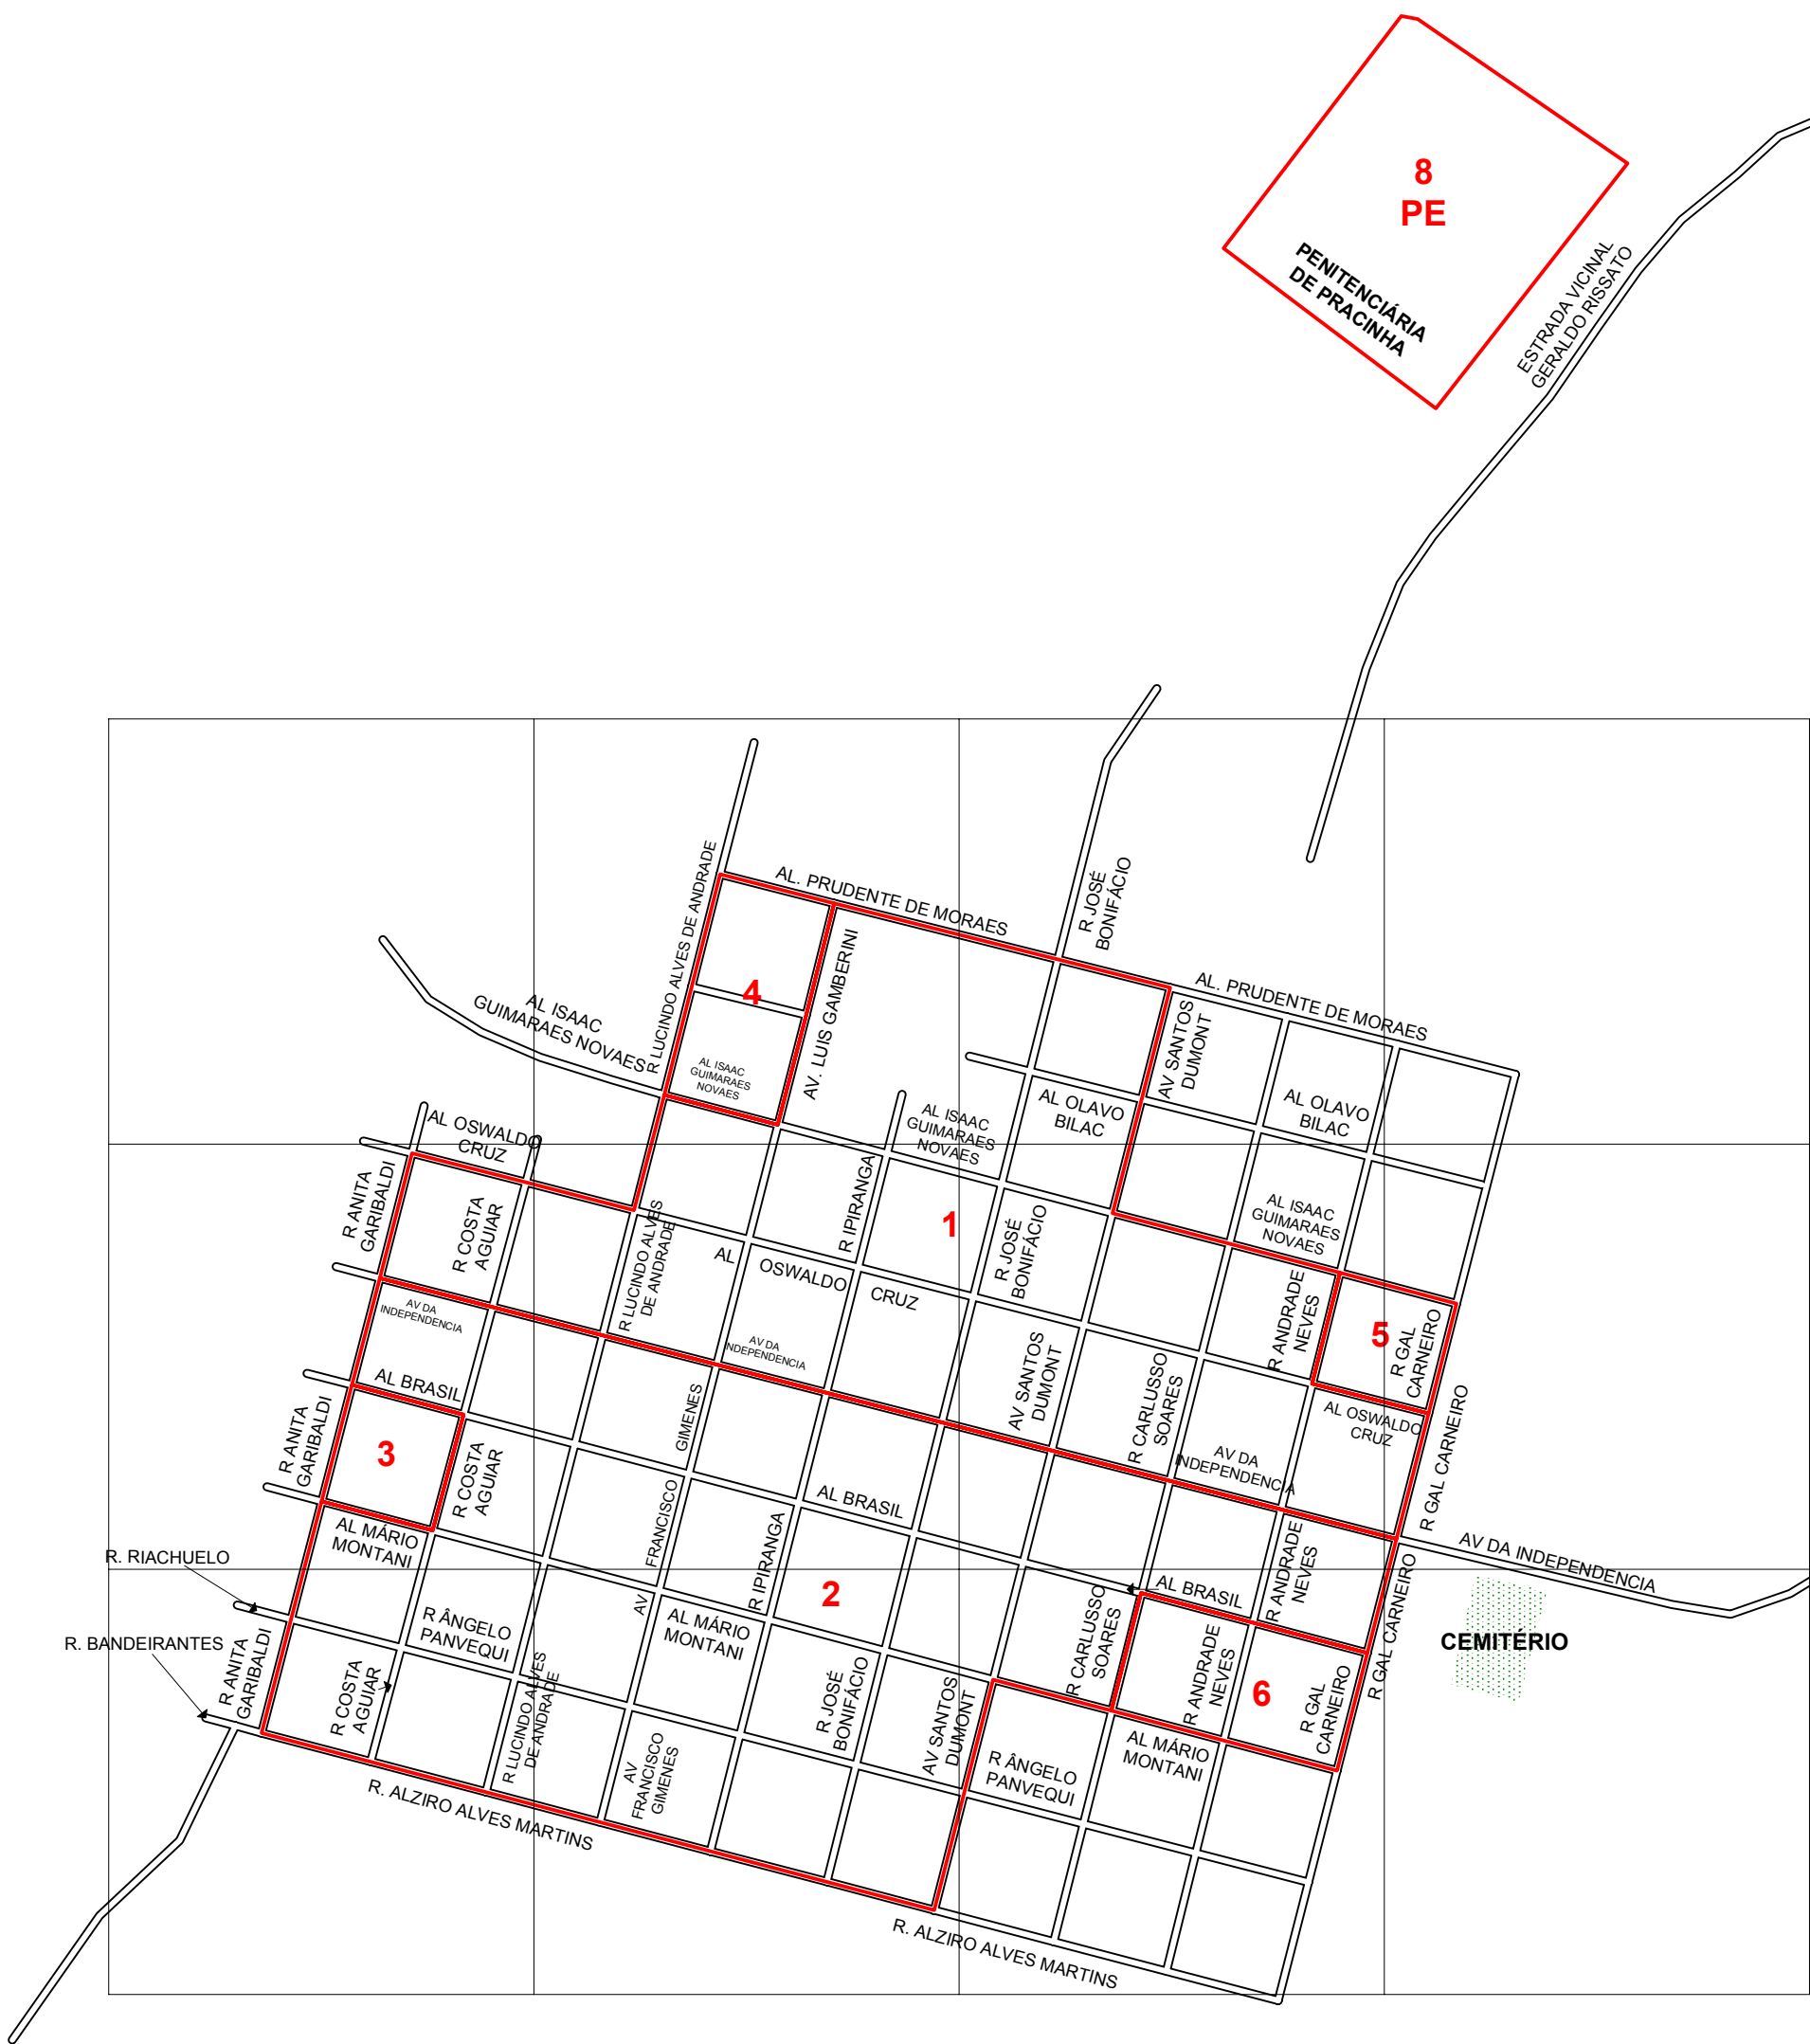 8
PE
PENITENCIÁRIA
DE PRACINHA
ESTRADA VICINAL
GERALDO RISSATO
R LUCINDO ALVES DE ANDRADE
AL. PRUDENTE DE MORAES
R JOSÉ
BONIFÁCIO
AL. PRUDENTE DE MORAES
4
AV. LUIS GAMBERINI
AL ISAAC
GUIMARAES NOVAES
AL ISAAC
GUIMARAES
NOVAES
AV SANTOS
DUMONT
AL OLAVO
BILAC
AL OLAVO
BILAC
AL ISAAC
GUIMARAES
NOVAES
AL OSWALDO
CRUZ
R ANITA
GARIBALDI
R COSTA
AGUIAR
R IPIRANGA
1
R JOSÉ
BONIFÁCIO
AL ISAAC
GUIMARAES
NOVAES
R LUCINDO ALVES
DE ANDRADE
AL
OSWALDO
CRUZ
AV DA
INDEPENDENCIA
AV DA
INDEPENDENCIA
R ANDRADE
NEVES
5
R GAL
CARNEIRO
AL BRASIL
GIMENES
AV SANTOS
DUMONT
R CARLUSSO
SOARES
AL OSWALDO
CRUZ
R GAL CARNEIRO
R ANITA
GARIBALDI
3
R COSTA
AGUIAR
AV DA
INDEPENDENCIA
AL BRASIL
FRANCISCO
AL MÁRIO
MONTANI
R. RIACHUELO
R IPIRANGA
2
R ANDRADE
NEVES
AV DA INDEPENDENCIA
AL BRASIL
AV
R ÂNGELO
PANVEQUI
AL MÁRIO
MONTANI
R CARLUSSO
SOARES
R GAL CARNEIRO
CEMITÉRIO
R. BANDEIRANTES
R ANITA
GARIBALDI
R COSTA
AGUIAR
R LUCINDO ALVES
DE ANDRADE
R JOSÉ
BONIFÁCIO
AV SANTOS
DUMONT
R ANDRADE
NEVES
6
R GAL
CARNEIRO
AL MÁRIO
MONTANI
R ÂNGELO
PANVEQUI
AV
FRANCISCO
GIMENES
R. ALZIRO ALVES MARTINS
R. ALZIRO ALVES MARTINS